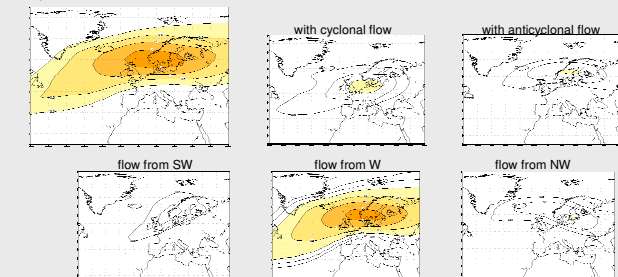 with cyclonal flow
with anticyclonal flow
flow from SW
flow from W
flow from NW